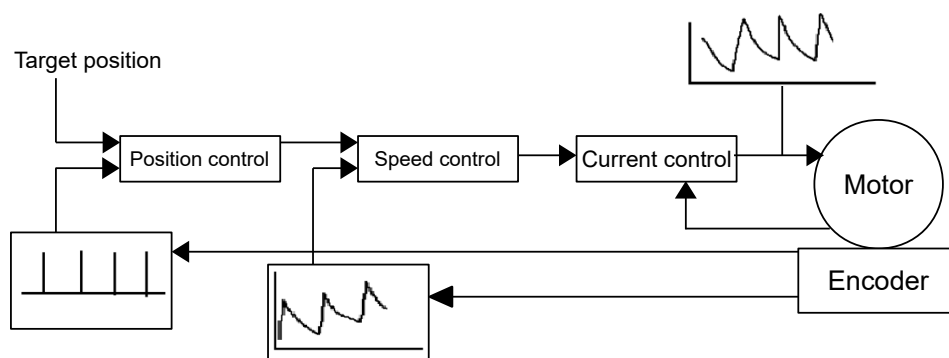 Target position
Position control
Speed control
Current control
Motor
Encoder